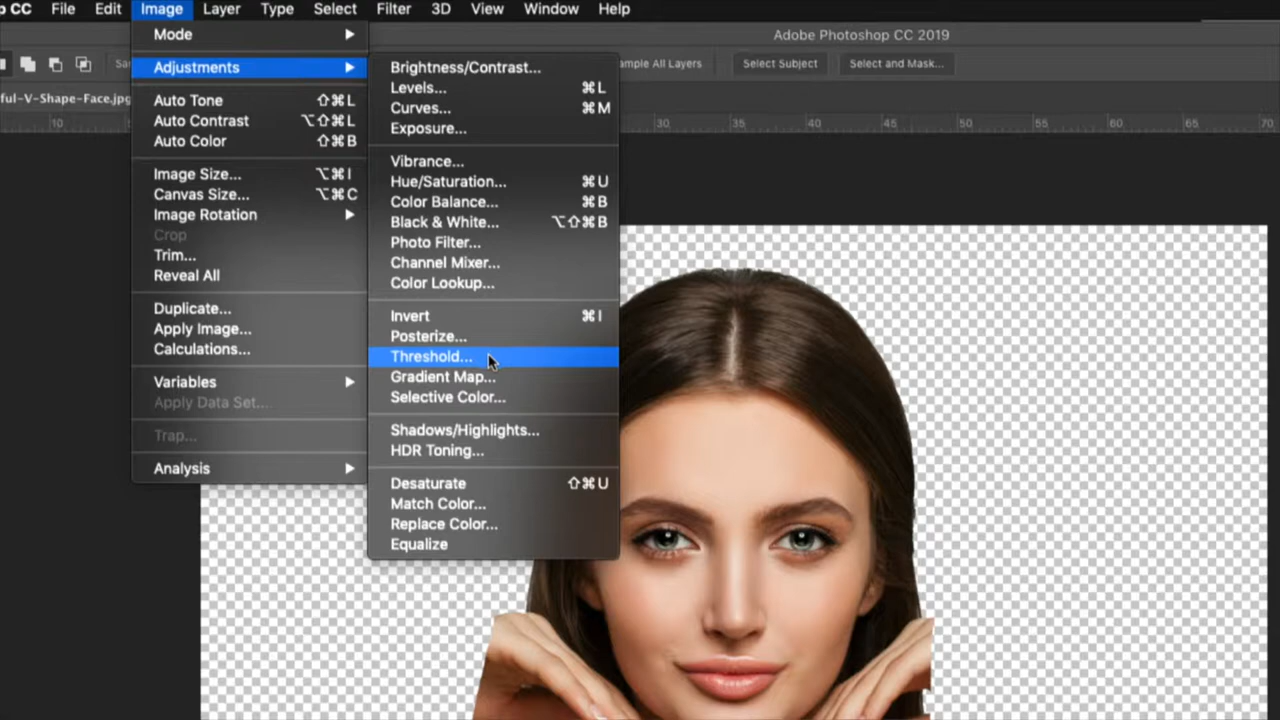 p CC File Edit Image Layer Type Select Filter 3D View Window Help
Adobe Photoshop CC 2019
ample All Layers Select Subject Select and Mask...
ful-V-Shape-Face.jpg
10 30 35 40 45 50 55 60 65 70
Mode
Adjustments
Auto Tone ⇧⌘L
Auto Contrast ⌥⇧⌘L
Auto Color ⇧⌘B
Image Size... ⌥⌘I
Canvas Size... ⌥⌘C
Image Rotation
Crop
Trim...
Reveal All
Duplicate...
Apply Image...
Calculations...
Variables
Apply Data Set...
Trap...
Analysis
Brightness/Contrast...
Levels... ⌘L
Curves... ⌘M
Exposure...
Vibrance...
Hue/Saturation... ⌘U
Color Balance... ⌘B
Black & White... ⌥⇧⌘B
Photo Filter...
Channel Mixer...
Color Lookup...
Invert ⌘I
Posterize...
Threshold...
Gradient Map...
Selective Color...
Shadows/Highlights...
HDR Toning...
Desaturate ⇧⌘U
Match Color...
Replace Color...
Equalize